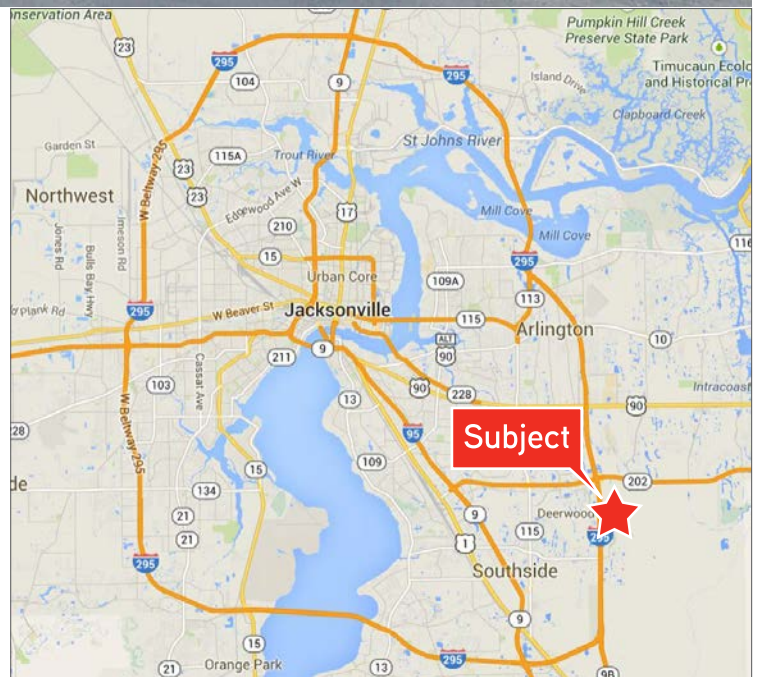 nservation Area
Pumpkin Hill Creek
Preserve State Park
Timucuan Ecolo
and Historical Pr
23
295
104
9
295
Island Drive
Clapboard Creek
Garden St
115A
Trout River
St Johns River
23
23
W Beltway 295
Northwest
Edgewood Ave W
17
210
Mill Cove
Mill Cove
Jones Rd
Bulls Bay Hwy
Imeson Rd
15
116
295
Urban Core
109A
113
295
d Plank Rd
W Beaver St
Jacksonville
115
Arlington
ALT
90
10
211
9
103
Cassat Ave
W Beltway 295
90
228
Intracoast
13
90
28
95
Subject
109
15
202
de
134
9
Deerwood
21
115
295
21
1
Southside
295
9
15
Orange Park
295
21
13
9B